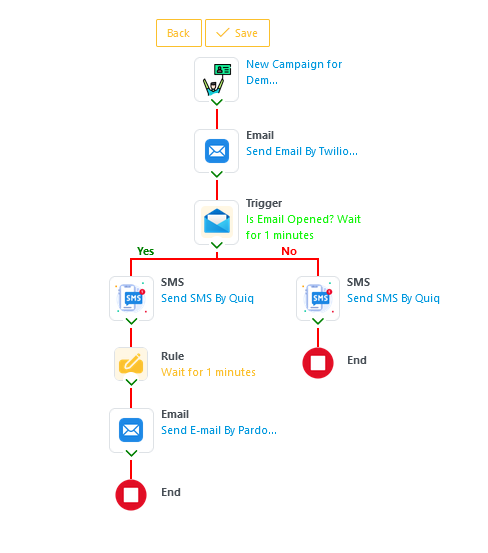 Back
Save
New Campaign for
Dem...
Email
Send Email By Twilio...
Trigger
Is Email Opened? Wait
for 1 minutes
Yes
No
SMS
Send SMS By Quiq
SMS
Send SMS By Quiq
SMS
SMS
Rule
Wait for 1 minutes
End
Email
Send E-mail By Pardo...
End